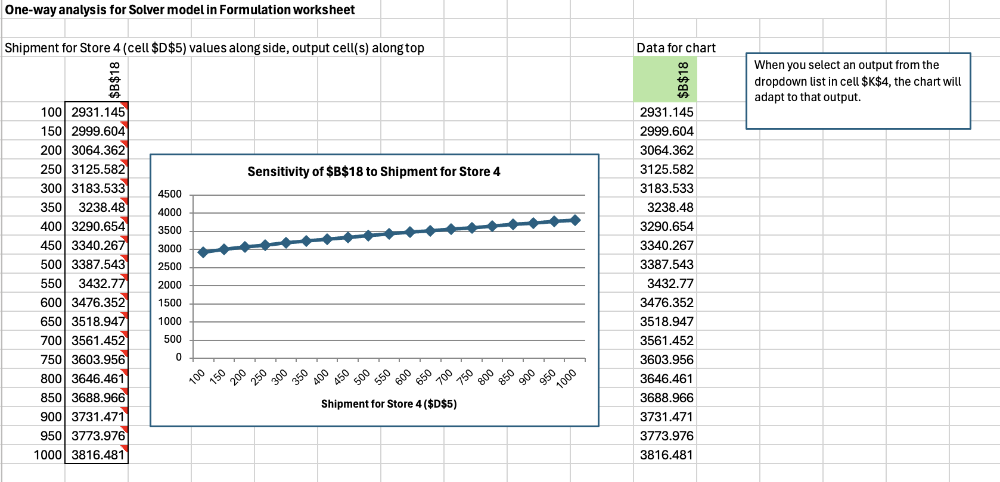 One-way analysis for Solver model in Formulation worksheet
Shipment for Store 4 (cell $D$5) values along side, output cell(s) along top
Data for chart
$B$18
$B$18
When you select an output from the
dropdown list in cell $K$4, the chart will
adapt to that output.
100 2931.145 2931.145
150 2999.604 2999.604
200 3064.362 3064.362
250 3125.582 3125.582
300 3183.533 3183.533
350 3238.48 3238.48
400 3290.654 3290.654
450 3340.267 3340.267
500 3387.543 3387.543
550 3432.77 3432.77
600 3476.352 3476.352
650 3518.947 3518.947
700 3561.452 3561.452
750 3603.956 3603.956
800 3646.461 3646.461
850 3688.966 3688.966
900 3731.471 3731.471
950 3773.976 3773.976
1000 3816.481 3816.481
Sensitivity of $B$18 to Shipment for Store 4
4500
4000
3500
3000
2500
2000
1500
1000
500
0
100 150 200 250 300 350 400 450 500 550 600 650 700 750 800 850 900 950 1000
Shipment for Store 4 ($D$5)